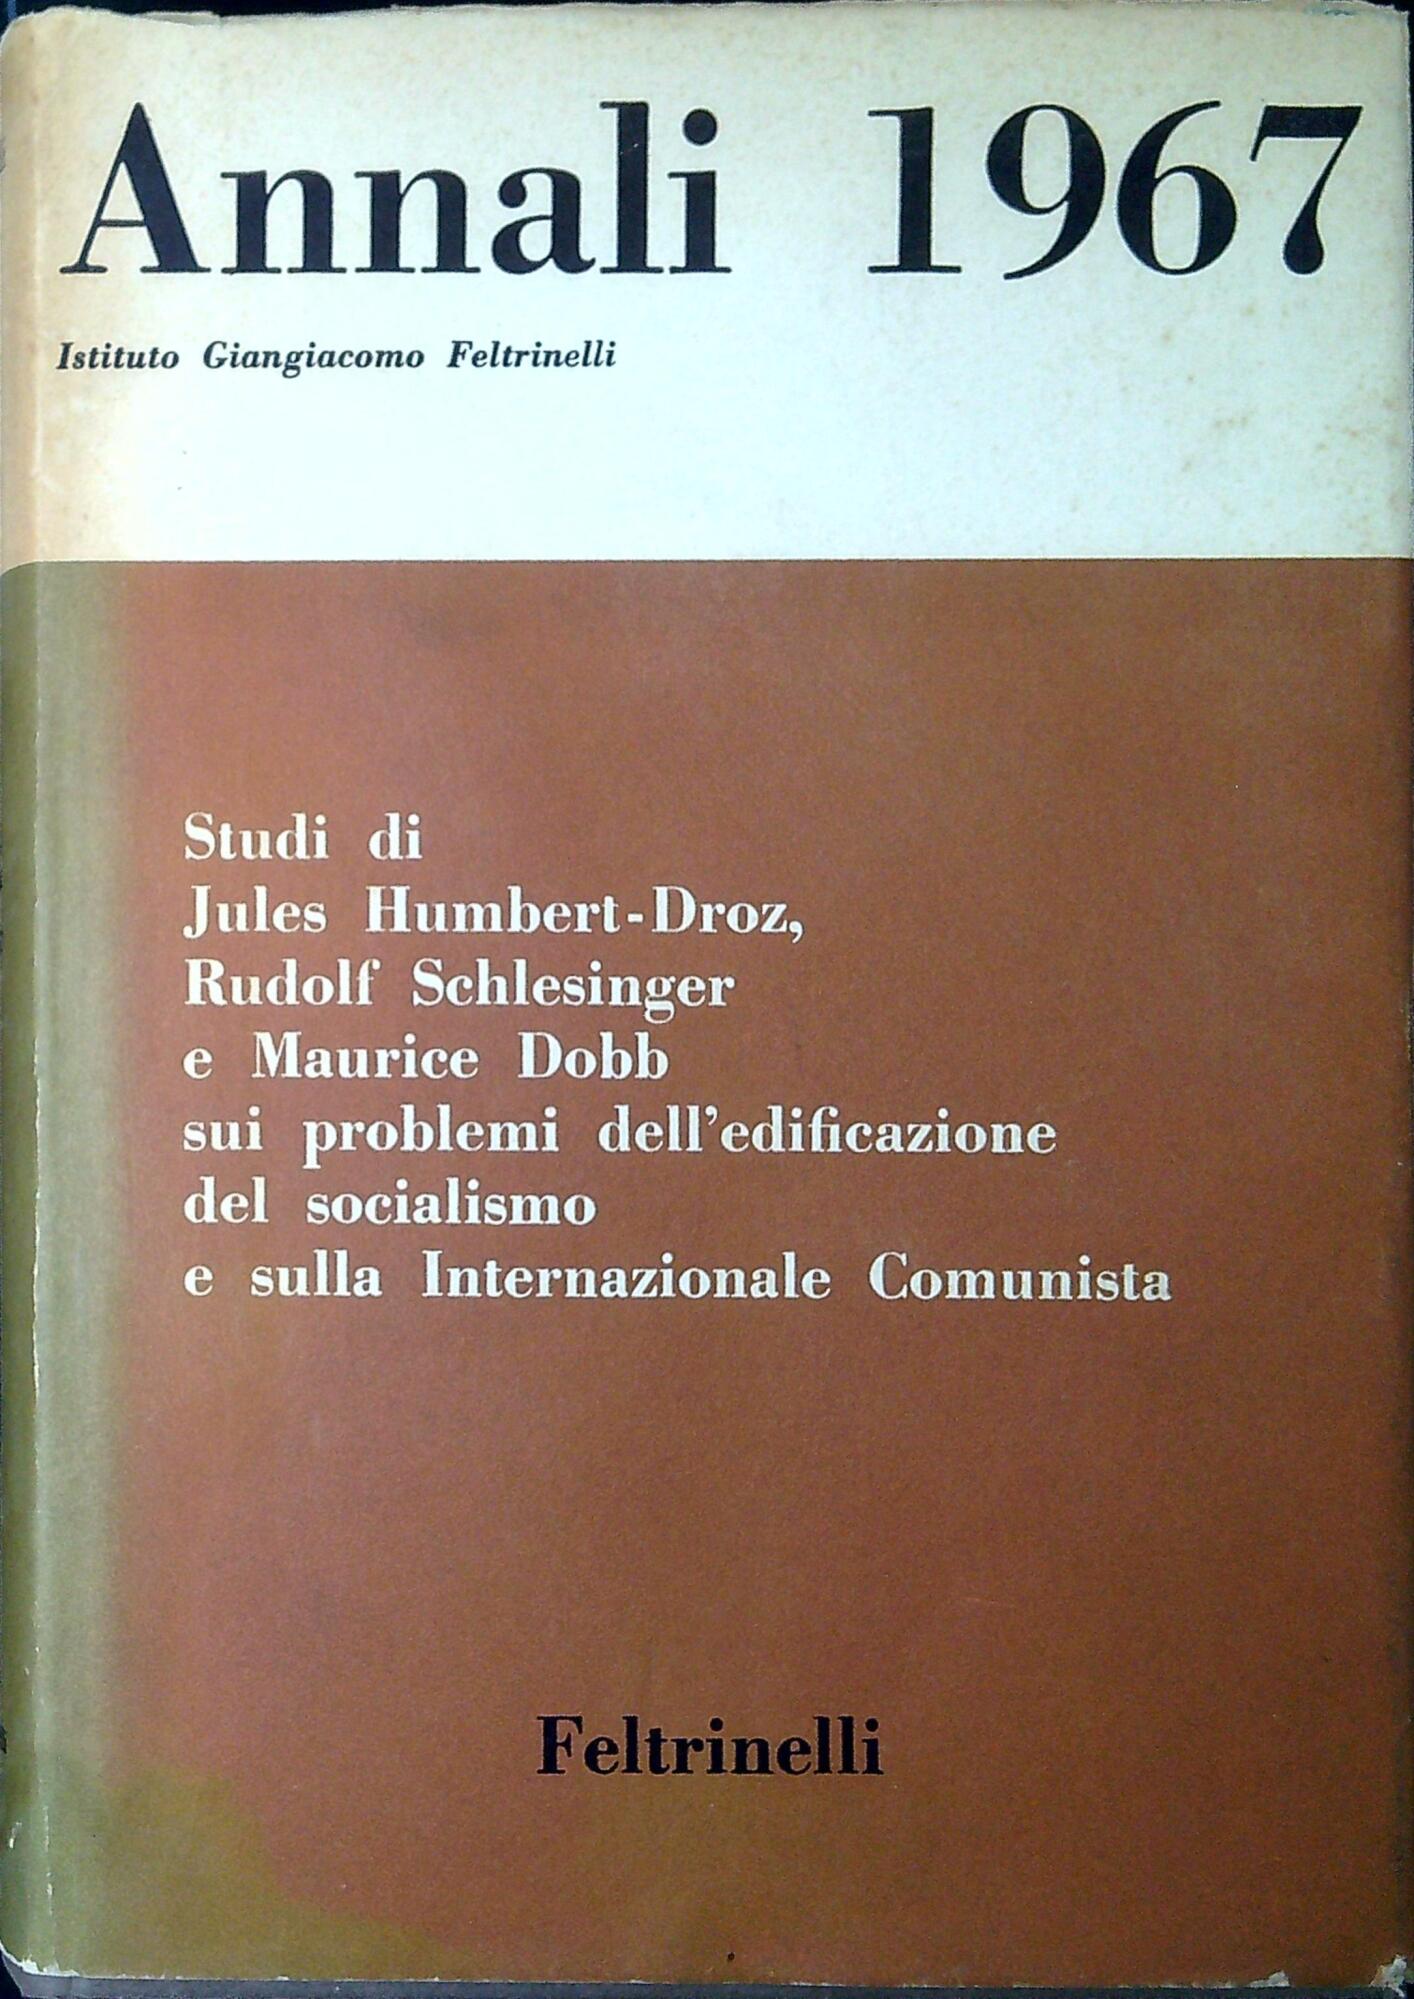 Annali 1967
Istituto Giangiacomo Feltrinelli
Studi di
Jules Humbert-Droz,
Rudolf Schlesinger
e Maurice Dobb
sui problemi dell'edificazione
del socialismo
e sulla Internazionale Comunista
Feltrinelli